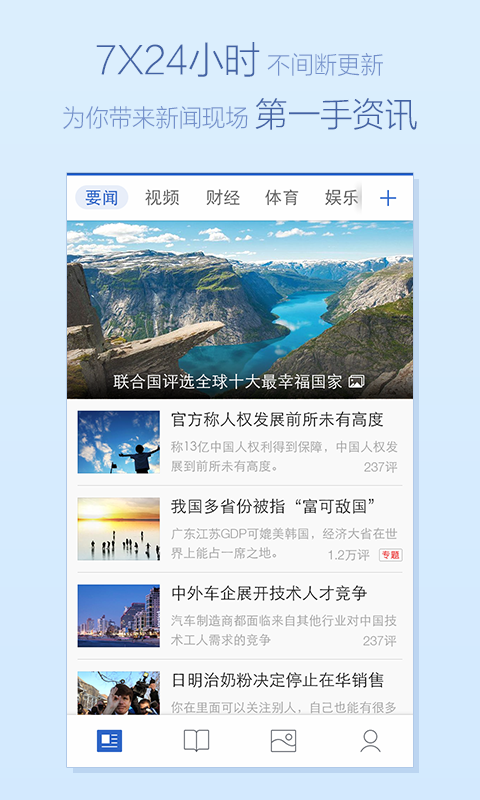 7X24小时 不间断更新
为你带来新闻现场 第一手资讯
要闻 视频 财经 体育 娱乐 +
联合国评选全球十大最幸福国家
官方称人权发展前所未有高度
称13亿中国人权利得到保障，中国人权发
展到前所未有高度。 237评
我国多省份被指“富可敌国”
广东江苏GDP可媲美韩国，经济大省在世
界上能占一席之地。 1.2万评 专题
中外车企展开技术人才竞争
汽车制造商都面临来自其他行业对中国技
术工人需求的竞争 237评
日明治奶粉决定停止在华销售
你在里面可以关注别人，自己也能有很多